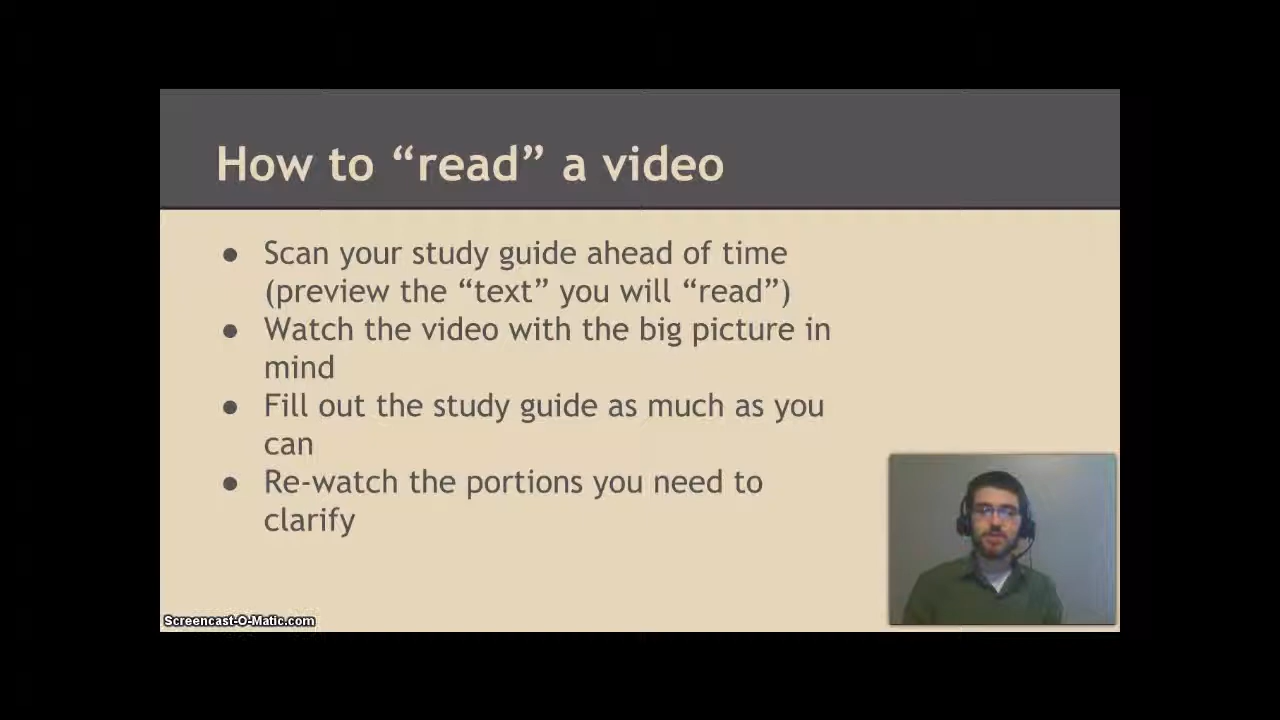 How to “read” a video
● Scan your study guide ahead of time
(preview the “text” you will “read”)
● Watch the video with the big picture in
mind
● Fill out the study guide as much as you
can
● Re-watch the portions you need to
clarify
Screencast-O-Matic.com